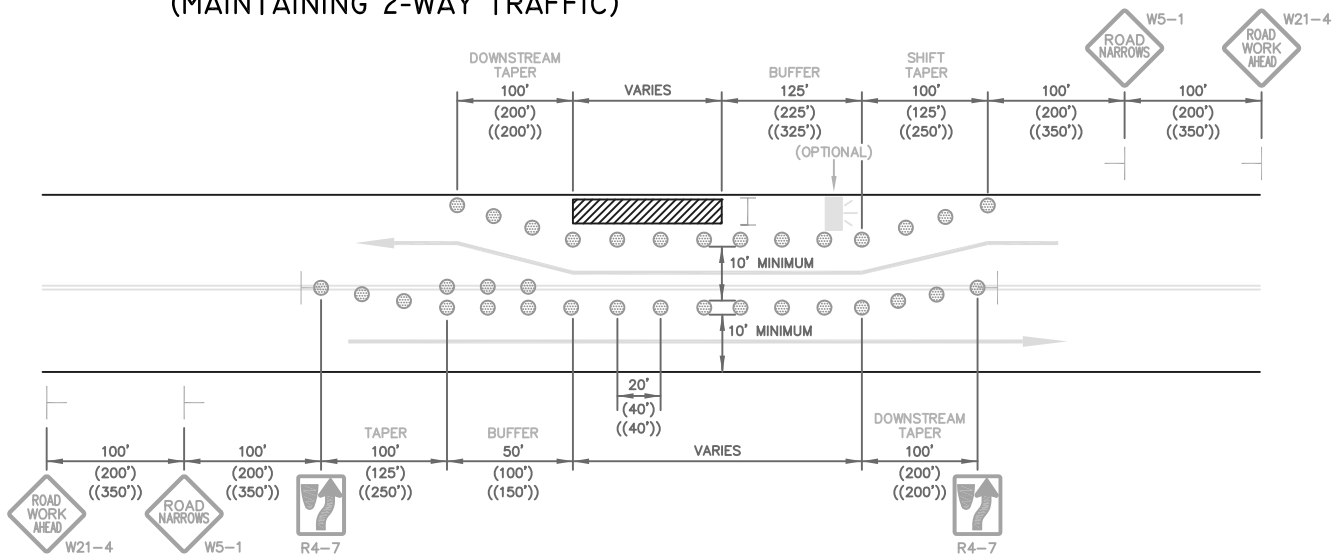 (MAINTAINING 2-WAY TRAFFIC)
W5-1
W21-4
ROAD
NARROWS
ROAD
WORK
AHEAD
DOWNSTREAM
TAPER
100'
(200')
((200'))
VARIES
BUFFER
125'
(225')
((325'))
SHIFT
TAPER
100'
(125')
((250'))
100'
(200')
((350'))
100'
(200')
((350'))
(OPTIONAL)
10' MINIMUM
10' MINIMUM
20'
(40')
((40'))
100'
(200')
((350'))
100'
(200')
((350'))
TAPER
100'
(125')
((250'))
BUFFER
50'
(100')
((150'))
VARIES
DOWNSTREAM
TAPER
100'
(200')
((200'))
ROAD
WORK
AHEAD
W21-4
ROAD
NARROWS
W5-1
R4-7
R4-7